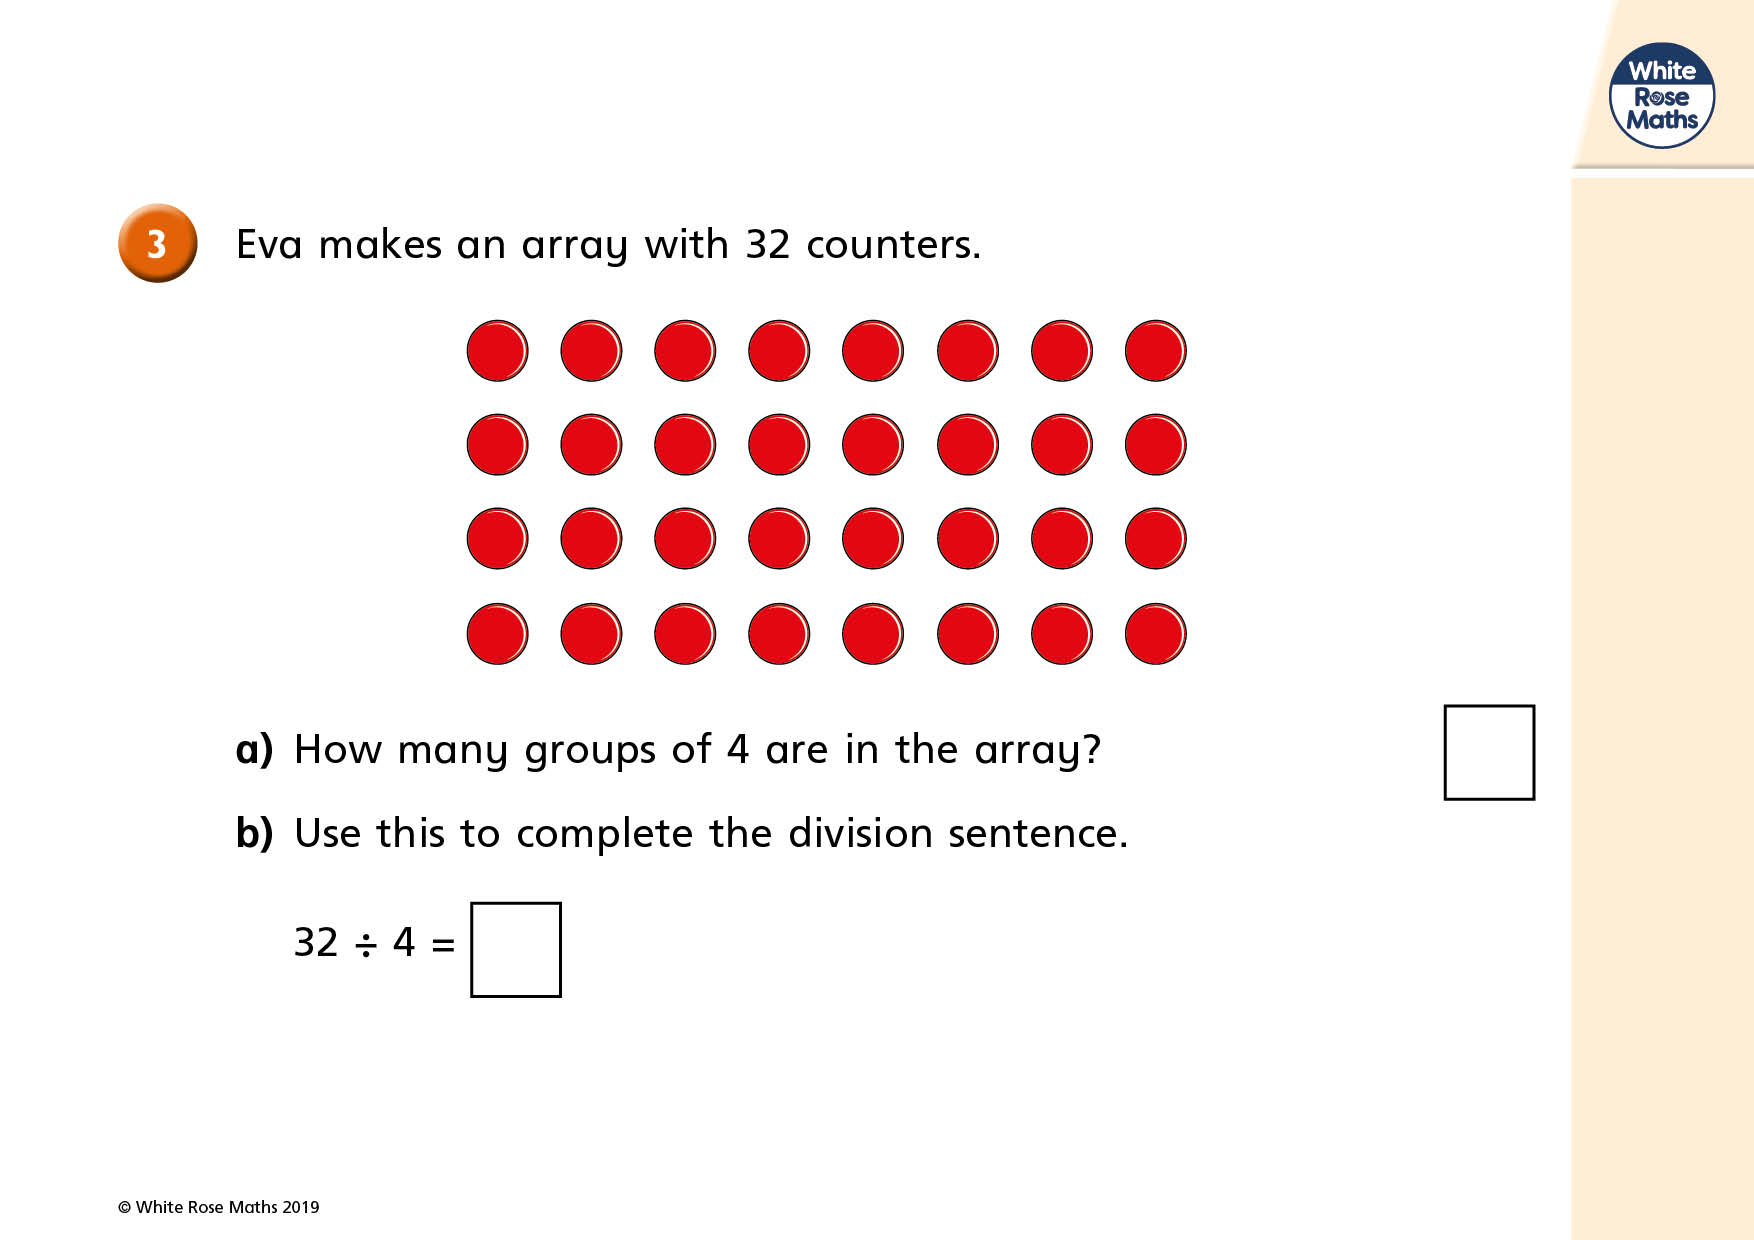 White
Rose
Maths
3 Eva makes an array with 32 counters.
a) How many groups of 4 are in the array?
b) Use this to complete the division sentence.
32 ÷ 4 =
© White Rose Maths 2019